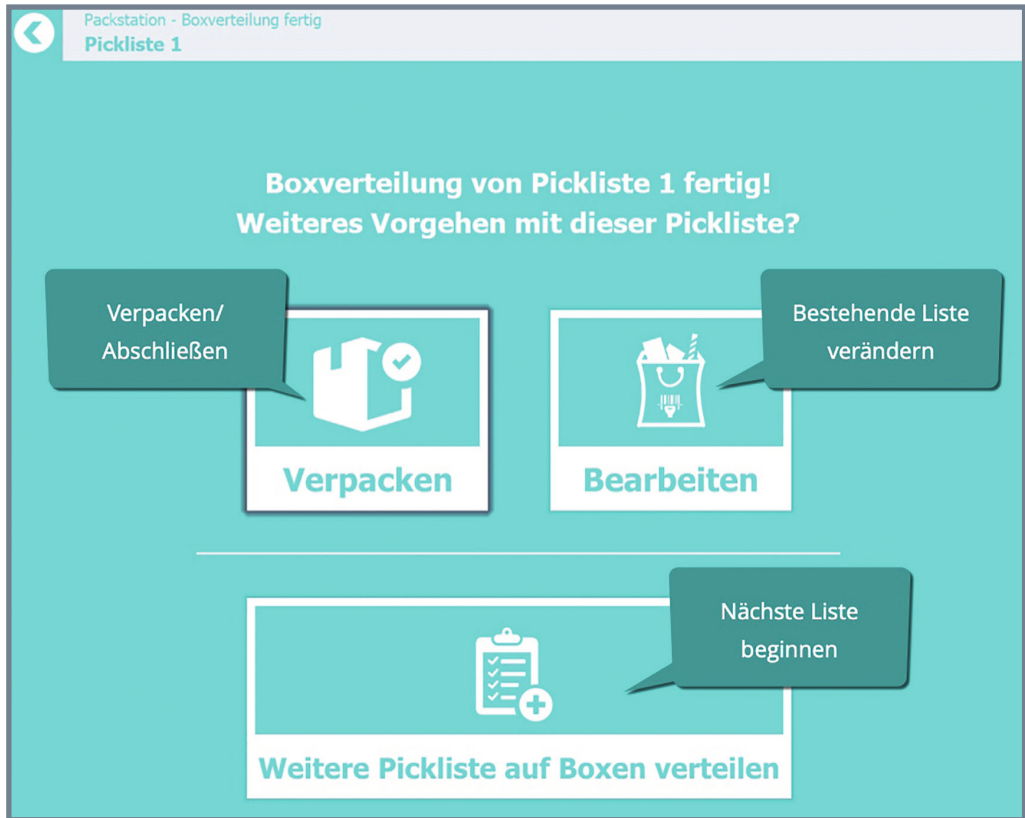 Packstation - Boxverteilung fertig
Pickliste 1
Boxverteilung von Pickliste 1 fertig!
Weiteres Vorgehen mit dieser Pickliste?
Verpacken/
Abschließen
Bestehende Liste
verändern
Verpacken
Bearbeiten
Nächste Liste
beginnen
Weitere Pickliste auf Boxen verteilen